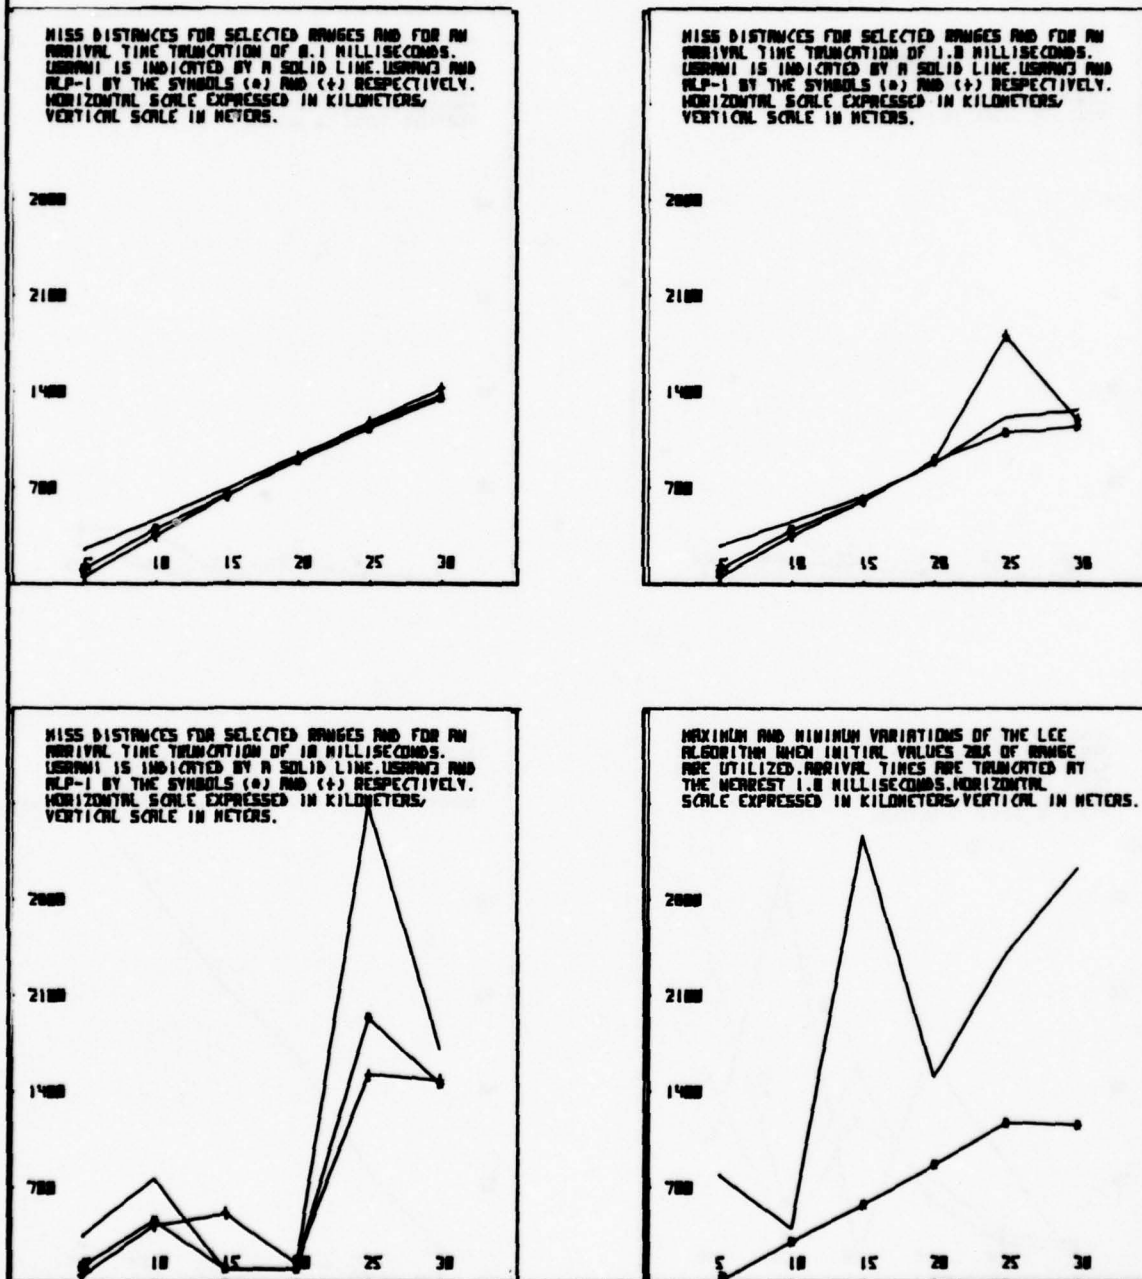 MISS DISTANCES FOR SELECTED RANGES AND FOR AN
ARRIVAL TIME TRUNCATION OF 0.1 MILLISECONDS.
USRAN1 IS INDICATED BY A SOLID LINE.USRAN3 AND
ALP-1 BY THE SYMBOLS (*) AND (+) RESPECTIVELY.
HORIZONTAL SCALE EXPRESSED IN KILOMETERS,
VERTICAL SCALE IN METERS.
2800
2100
1400
700
5 10 15 20 25 30
MISS DISTANCES FOR SELECTED RANGES AND FOR AN
ARRIVAL TIME TRUNCATION OF 1.0 MILLISECONDS.
USRAN1 IS INDICATED BY A SOLID LINE.USRAN3 AND
ALP-1 BY THE SYMBOLS (*) AND (+) RESPECTIVELY.
HORIZONTAL SCALE EXPRESSED IN KILOMETERS,
VERTICAL SCALE IN METERS.
2800
2100
1400
700
5 10 15 20 25 30
MISS DISTANCES FOR SELECTED RANGES AND FOR AN
ARRIVAL TIME TRUNCATION OF 10 MILLISECONDS.
USRAN1 IS INDICATED BY A SOLID LINE.USRAN3 AND
ALP-1 BY THE SYMBOLS (*) AND (+) RESPECTIVELY.
HORIZONTAL SCALE EXPRESSED IN KILOMETERS,
VERTICAL SCALE IN METERS.
2800
2100
1400
700
5 10 15 20 25 30
MAXIMUM AND MINIMUM VARIATIONS OF THE LEE
ALGORITHM WHEN INITIAL VALUES 20% OF RANGE
ARE UTILIZED.ARRIVAL TIMES ARE TRUNCATED AT
THE NEAREST 1.0 MILLISECONDS.HORIZONTAL
SCALE EXPRESSED IN KILOMETERS,VERTICAL IN METERS.
2800
2100
1400
700
5 10 15 20 25 30